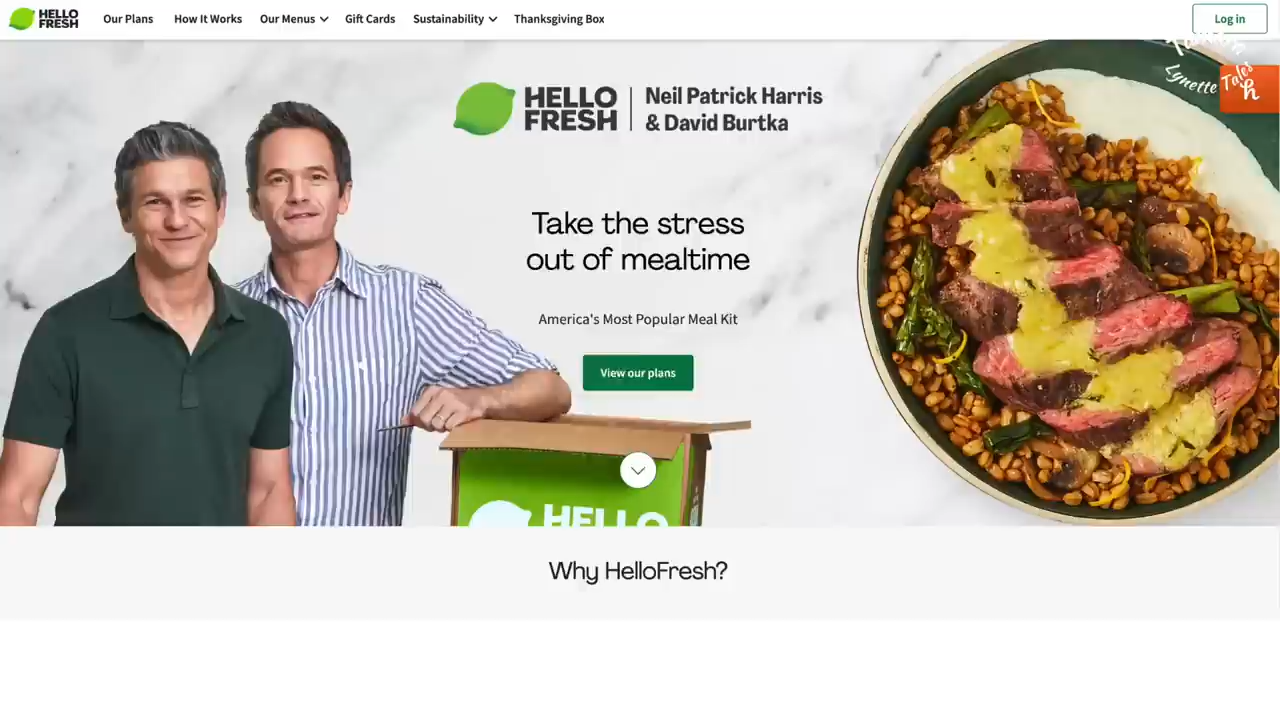 HELLO
FRESH
Our Plans
How It Works
Our Menus
Gift Cards
Sustainability
Thanksgiving Box
Log in
Lynette
Tales
h
HELLO
FRESH
Neil Patrick Harris
& David Burtka
Take the stress
out of mealtime
America's Most Popular Meal Kit
View our plans
HELLO
Why HelloFresh?